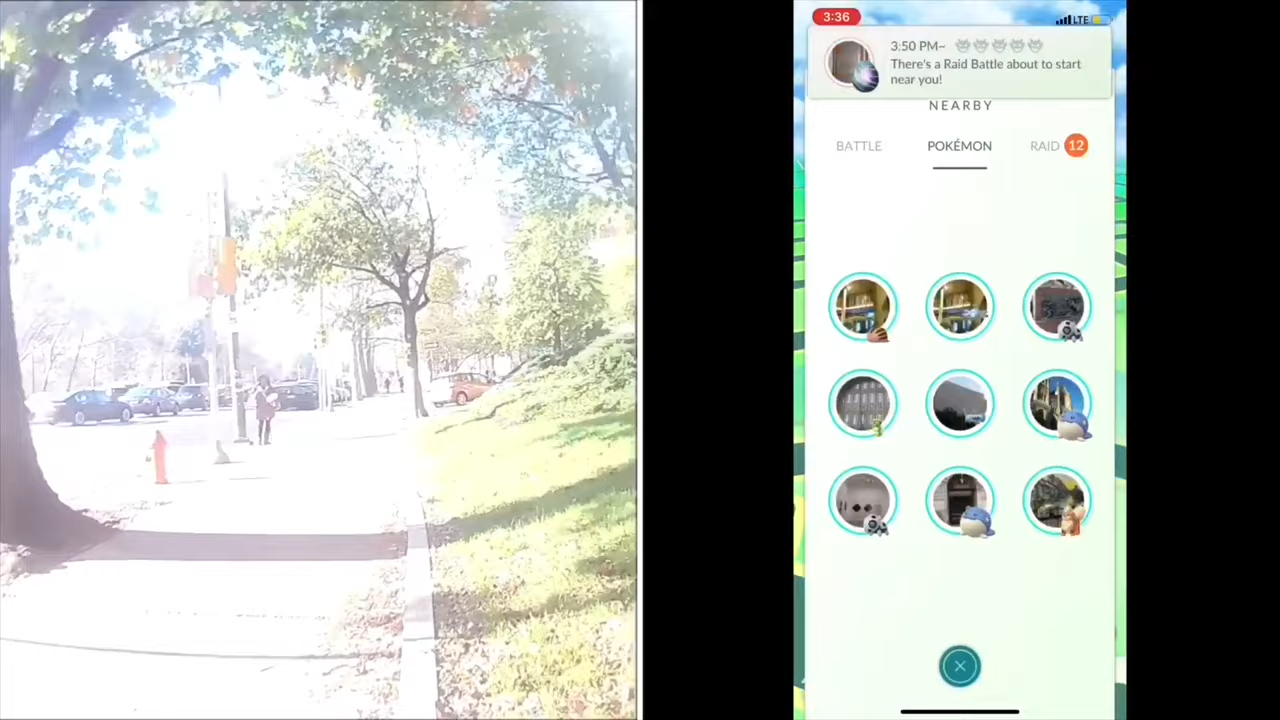 3:36
LTE
3:50 PM~
There's a Raid Battle about to start
near you!
NEARBY
BATTLE POKÉMON RAID 12